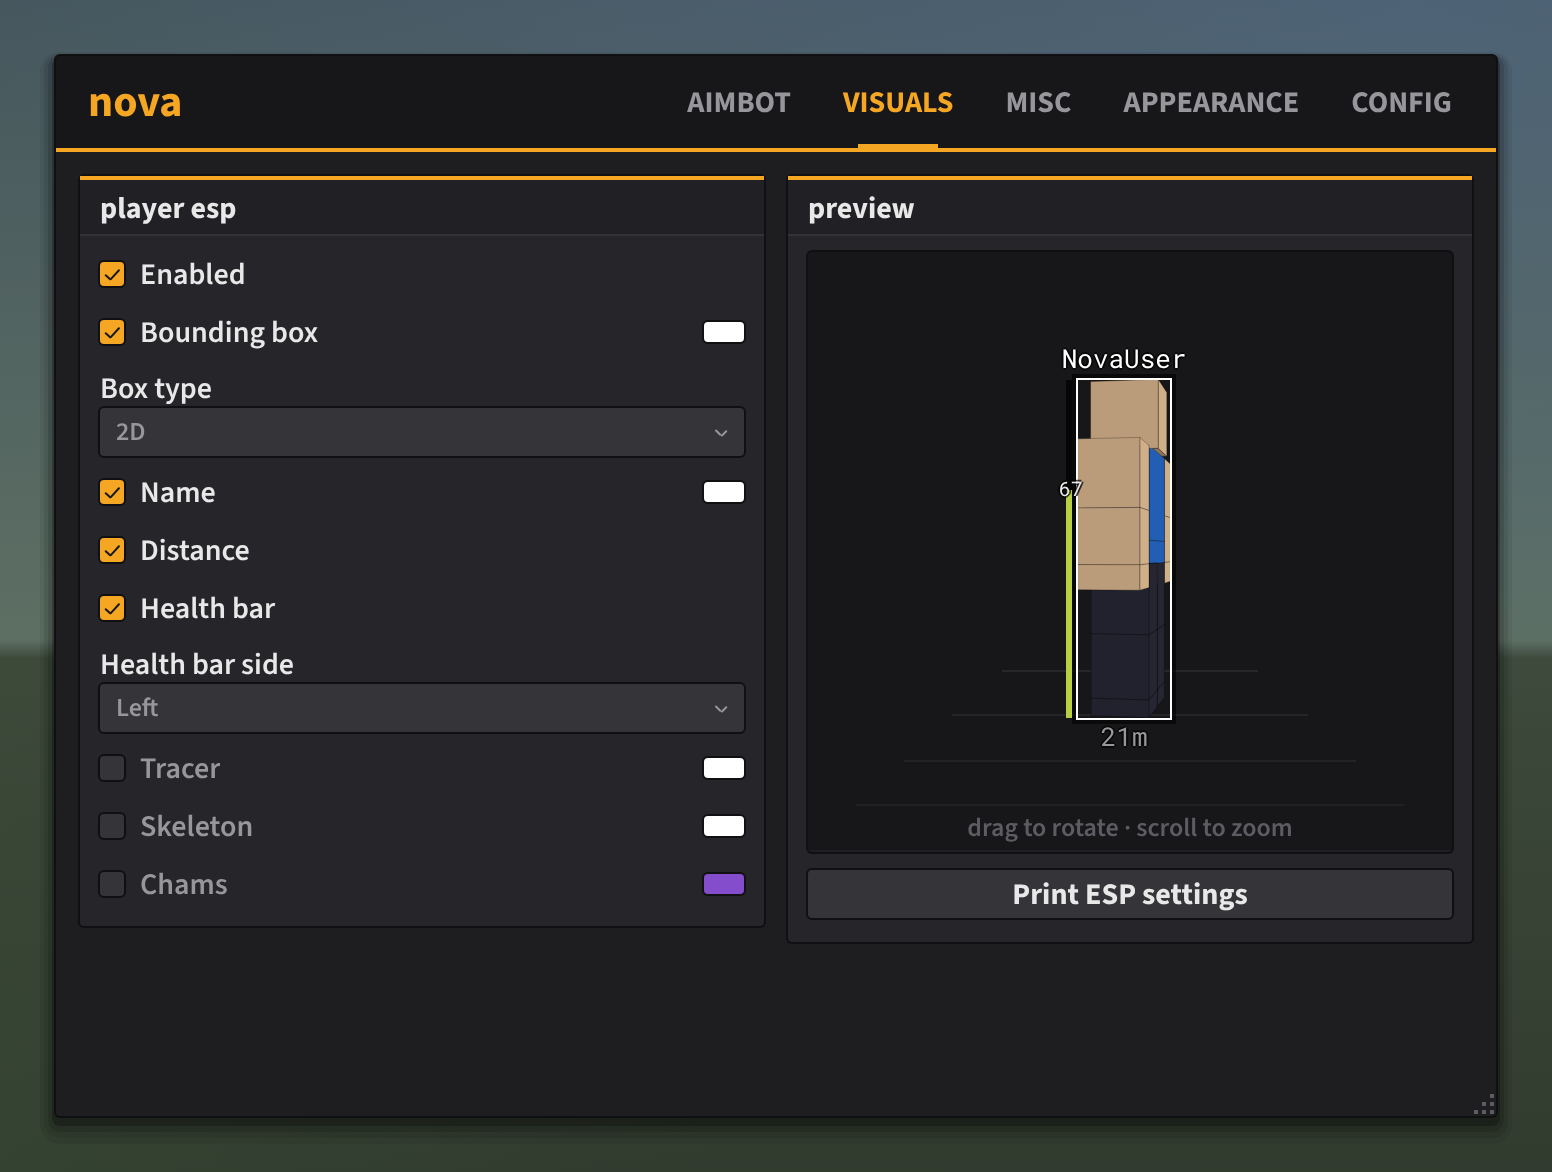 nova
AIMBOT
VISUALS
MISC
APPEARANCE
CONFIG
player esp
Enabled
Bounding box
Box type
2D
Name
Distance
Health bar
Health bar side
Left
Tracer
Skeleton
Chams
preview
NovaUser
67
21m
drag to rotate · scroll to zoom
Print ESP settings